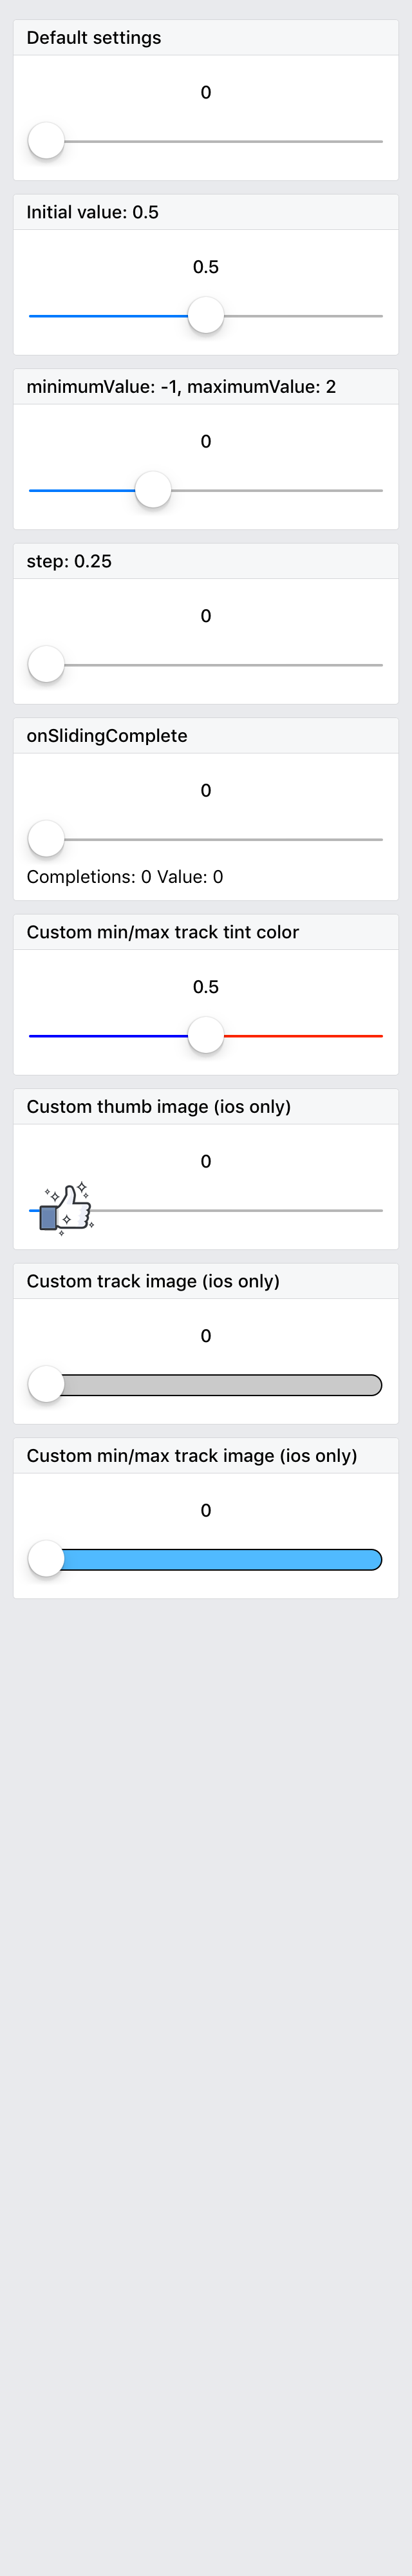 Default settings
0
Initial value: 0.5
0.5
minimumValue: -1, maximumValue: 2
0
step: 0.25
0
onSlidingComplete
0
Completions: 0 Value: 0
Custom min/max track tint color
0.5
Custom thumb image (ios only)
0
Custom track image (ios only)
0
Custom min/max track image (ios only)
0